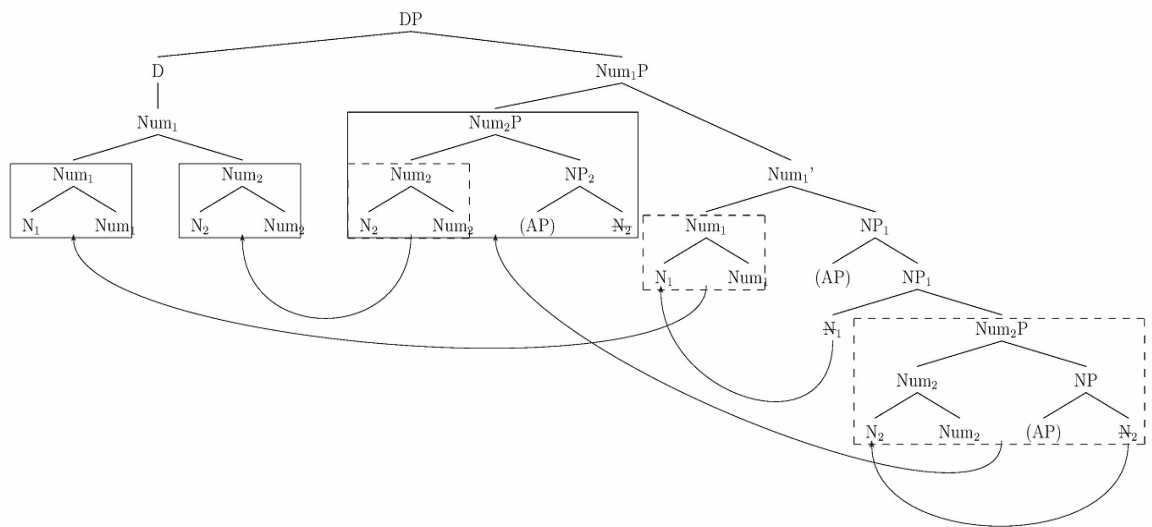 DP
D Num₁P
Num₁ Num₂P
Num₁ Num₂ Num₂ NP₂ Num₁'
N₁ Num₁ N₂ Num₂ N₂ Num₂ (AP) N₂ Num₁ NP₁
N₁ Num₁ (AP) NP₁
N₁ Num₂P
Num₂ NP
N₂ Num₂ (AP) N₂